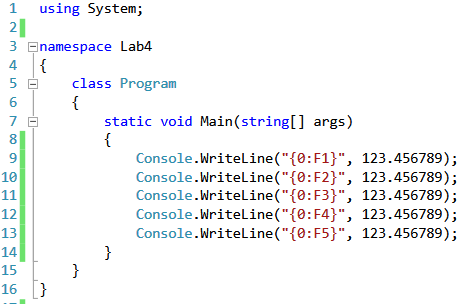 1 using System;
2
3 namespace Lab4
4 {
5 class Program
6 {
7 static void Main(string[] args)
8 {
9 Console.WriteLine("{0:F1}", 123.456789);
10 Console.WriteLine("{0:F2}", 123.456789);
11 Console.WriteLine("{0:F3}", 123.456789);
12 Console.WriteLine("{0:F4}", 123.456789);
13 Console.WriteLine("{0:F5}", 123.456789);
14 }
15 }
16 }